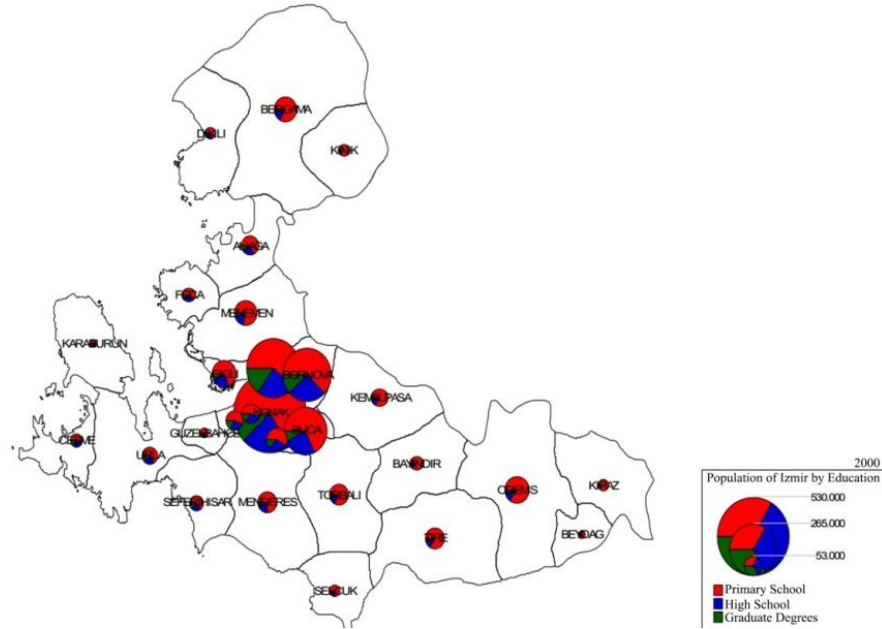 BERGAMA
DIKILI
KINIK
ALIAGA
FOCA
MENEMEN
KARABURUN
CIGLI
BORNOVA
KEMALPASA
KONAK
GUZELBAHCE
BUCA
CESME
URLA
BAYINDIR
SEFERIHISAR
MENDERES
TORBALI
ODEMIS
KIRAZ
BEYDAG
TIRE
SELCUK
2000
Population of Izmir by Education
530.000
265.000
53.000
Primary School
High School
Graduate Degrees